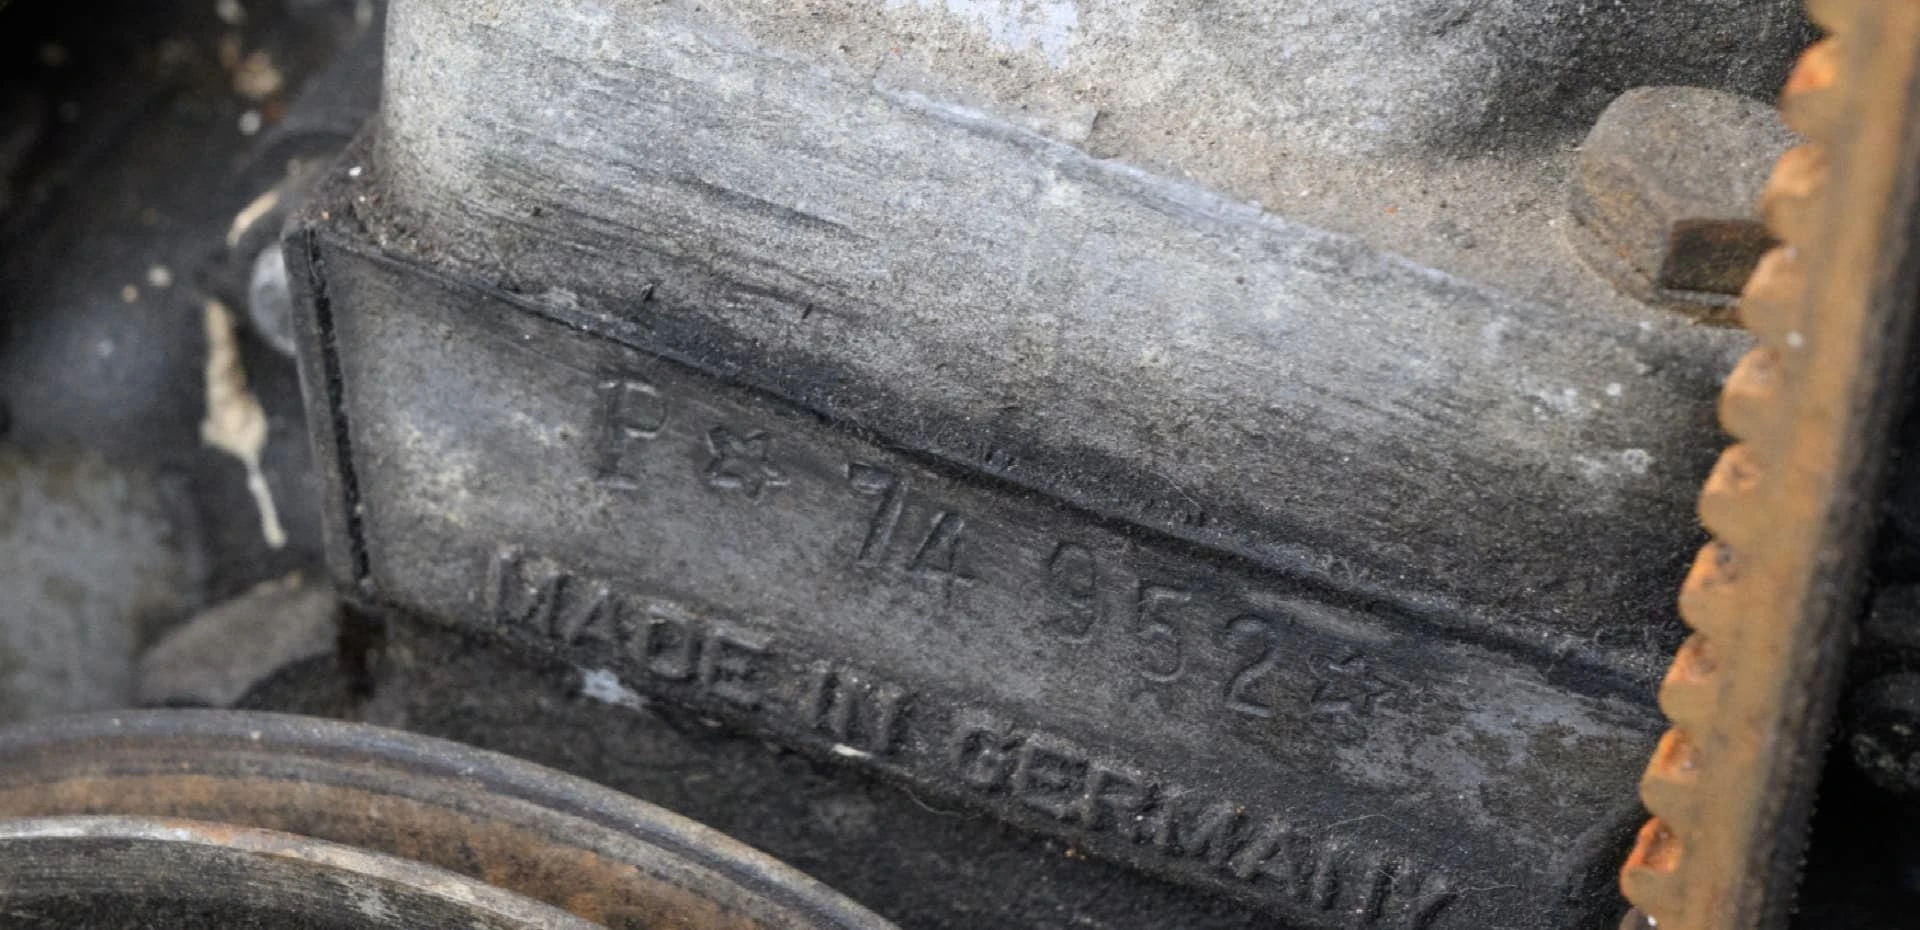 P☆ 74 952☆
MADE IN GERMANY